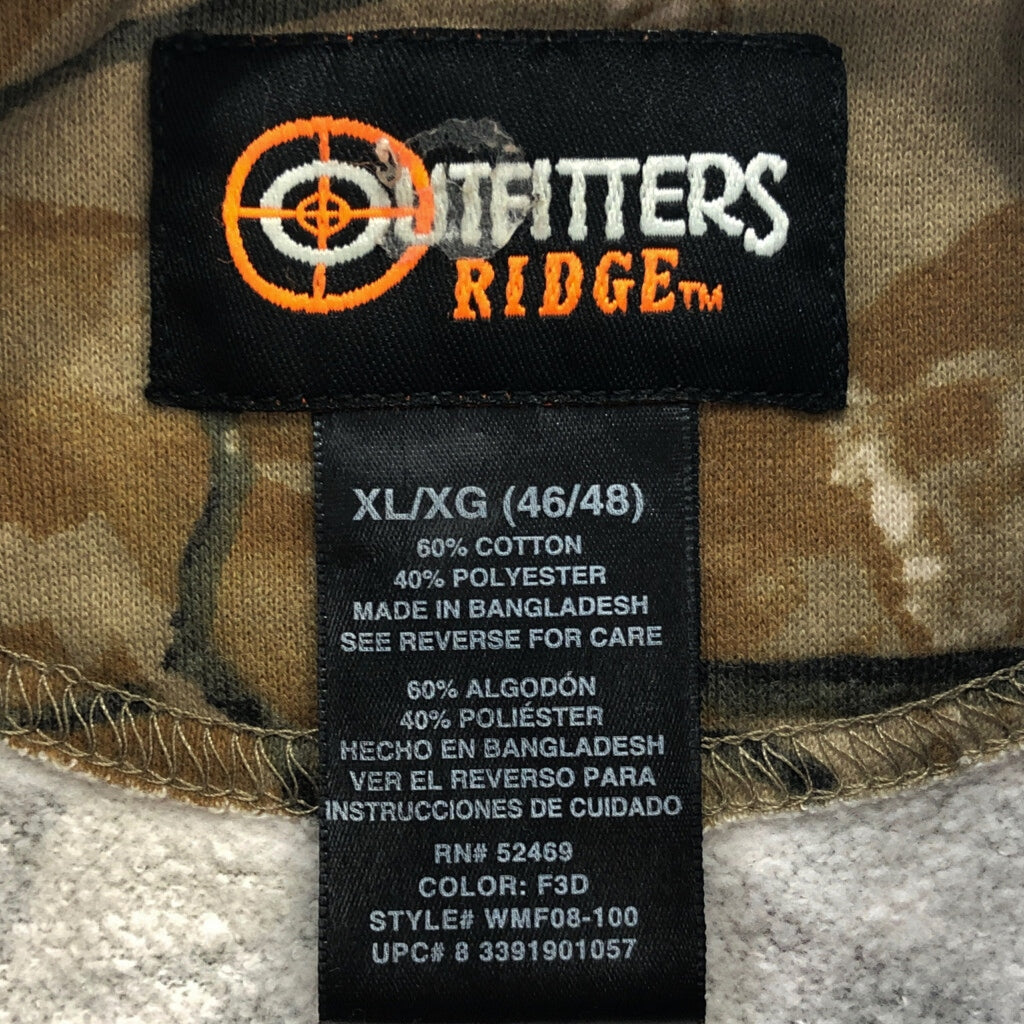 OUTFITTERS
RIDGE™
XL/XG (46/48)
60% COTTON
40% POLYESTER
MADE IN BANGLADESH
SEE REVERSE FOR CARE
60% ALGODÓN
40% POLIÉSTER
HECHO EN BANGLADESH
VER EL REVERSO PARA
INSTRUCCIONES DE CUIDADO
RN# 52469
COLOR: F3D
STYLE# WMF08-100
UPC# 8 3391901057